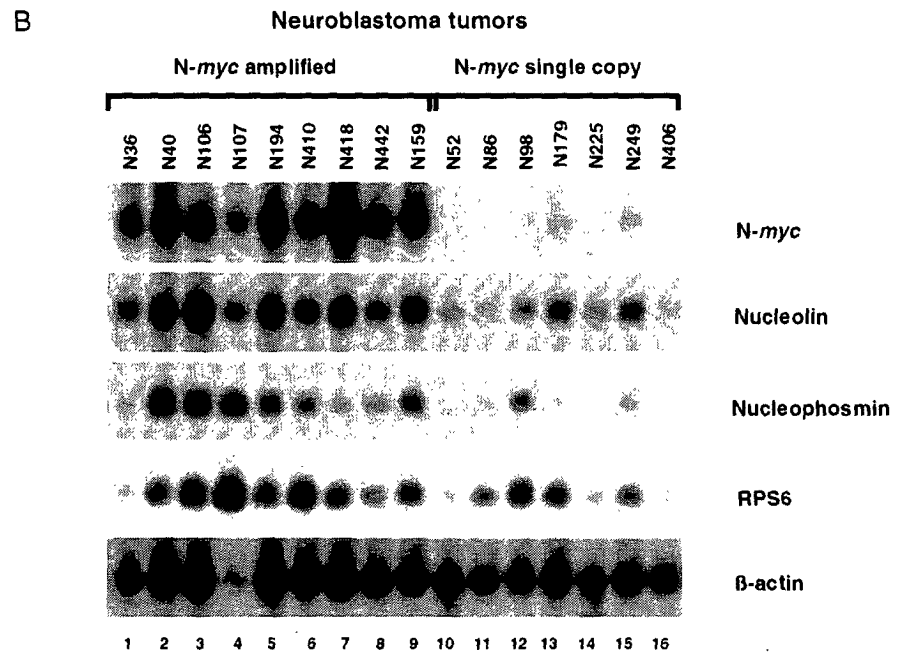 B
Neuroblastoma tumors
N-myc amplified N-myc single copy
N36 N40 N106 N107 N194 N410 N418 N442 N159 N52 N86 N98 N179 N225 N249 N406
N-myc
Nucleolin
Nucleophosmin
RPS6
ß-actin
1 2 3 4 5 6 7 8 9 10 11 12 13 14 15 16